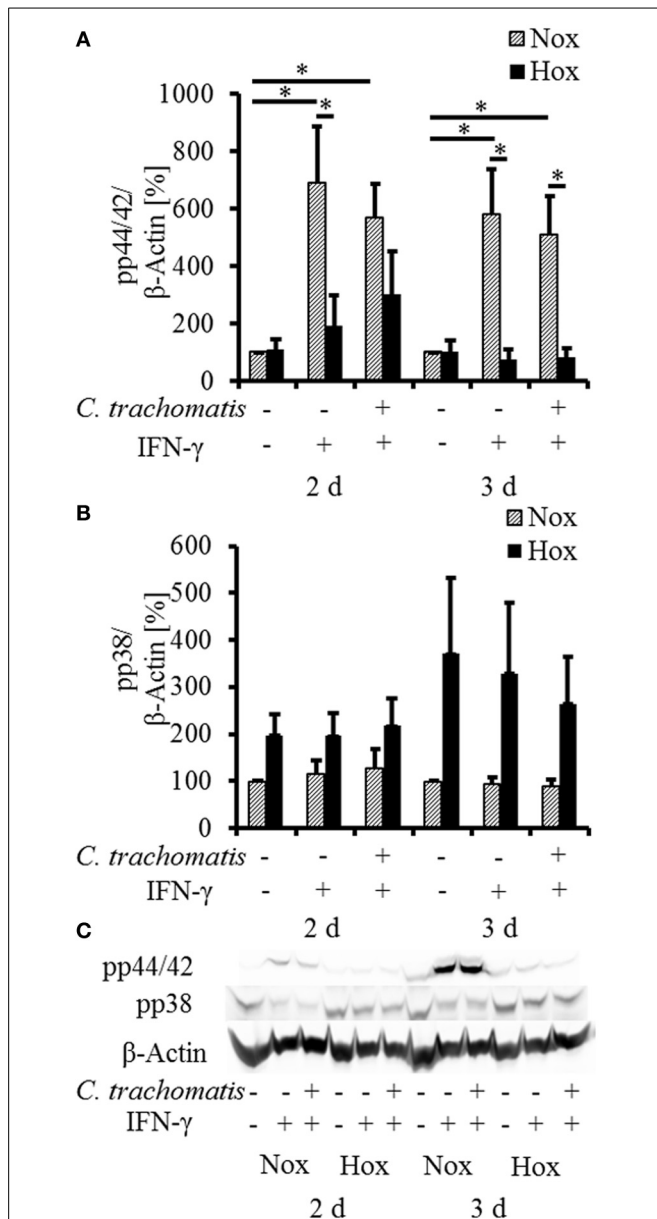 A
Nox
Hox
* *
* * * *
*
1000
800
600
400
200
0
pp44/42/
β-Actin [%]
C. trachomatis - - + - - +
IFN-γ - + + - + +
2 d 3 d
B
Nox
Hox
600
500
400
300
200
100
0
pp38/
β-Actin [%]
C. trachomatis - - + - - +
IFN-γ - + + - + +
2 d 3 d
C
pp44/42
pp38
β-Actin
C. trachomatis - - + - - + - - + - - +
IFN-γ - + + - + + - + + - + +
Nox Hox Nox Hox
2 d 3 d